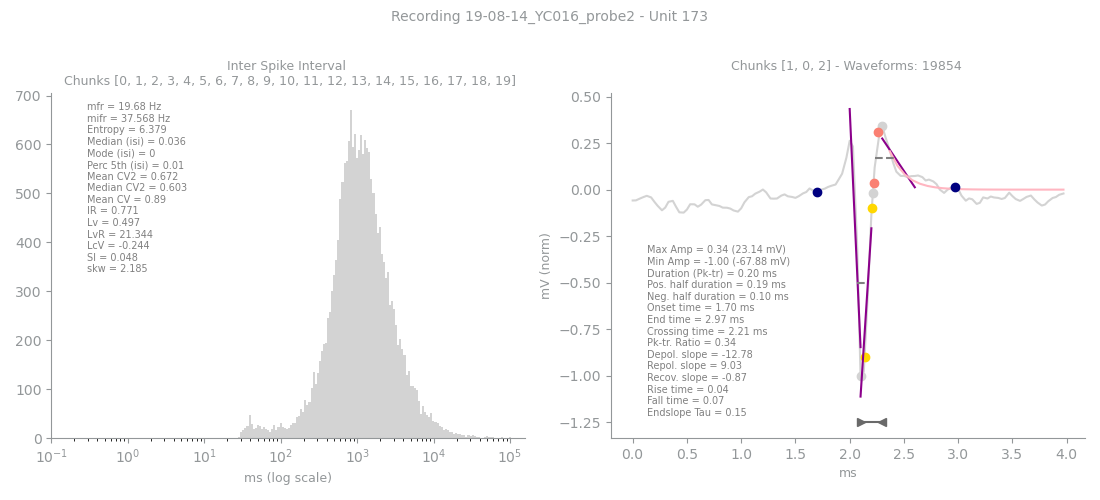 Recording 19-08-14_YC016_probe2 - Unit 173
Inter Spike Interval
Chunks [0, 1, 2, 3, 4, 5, 6, 7, 8, 9, 10, 11, 12, 13, 14, 15, 16, 17, 18, 19]
700
600
500
400
300
200
100
0
mfr = 19.68 Hz
mifr = 37.568 Hz
Entropy = 6.379
Median (isi) = 0.036
Mode (isi) = 0
Perc 5th (isi) = 0.01
Mean CV2 = 0.672
Median CV2 = 0.603
Mean CV = 0.89
IR = 0.771
Lv = 0.497
LvR = 21.344
LcV = -0.244
SI = 0.048
skw = 2.185
10⁻¹ 10⁰ 10¹ 10² 10³ 10⁴ 10⁵
ms (log scale)
Chunks [1, 0, 2] - Waveforms: 19854
mV (norm)
0.50
0.25
0.00
−0.25
−0.50
−0.75
−1.00
−1.25
Max Amp = 0.34 (23.14 mV)
Min Amp = -1.00 (-67.88 mV)
Duration (Pk-tr) = 0.20 ms
Pos. half duration = 0.19 ms
Neg. half duration = 0.10 ms
Onset time = 1.70 ms
End time = 2.97 ms
Crossing time = 2.21 ms
Pk-tr. Ratio = 0.34
Depol. slope = -12.78
Repol. slope = 9.03
Recov. slope = -0.87
Rise time = 0.04
Fall time = 0.07
Endslope Tau = 0.15
0.0 0.5 1.0 1.5 2.0 2.5 3.0 3.5 4.0
ms